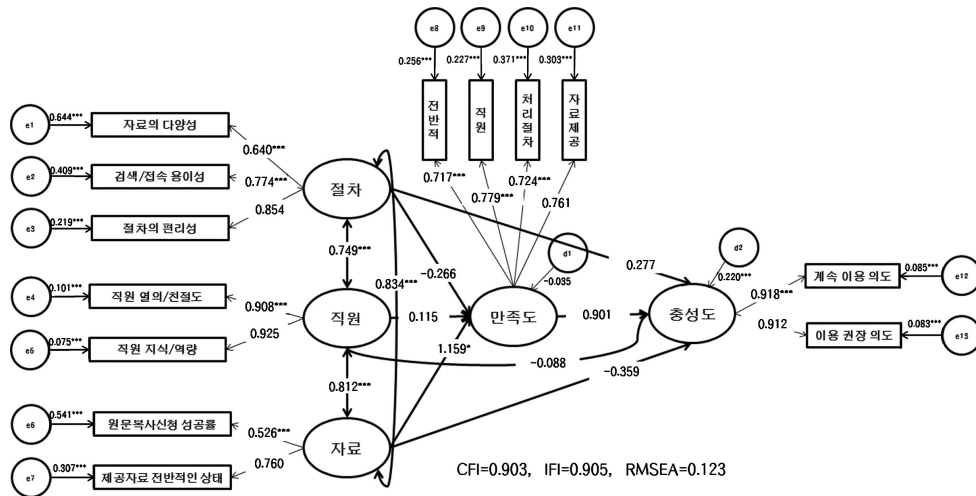 e8
e9
e10
e11
0.256***
0.227***
0.371***
0.303***
전반적
직원
처리절차
자료제공
e1
0.644***
자료의 다양성
0.640***
e2
0.409***
검색/접속 용이성
0.774***
e3
0.219***
절차의 편리성
0.854
절차
0.717***
0.779***
0.724***
0.761
0.749***
0.834***
-0.266
d1
-0.035
0.277
d2
0.220***
e4
0.101***
직원 열의/친절도
0.908***
e5
0.075***
직원 지식/역량
0.925
직원
0.115
만족도
0.901
충성도
0.918***
계속 이용 의도
0.085***
e12
0.912
이용 권장 의도
0.083***
e13
1.159*
-0.088
-0.359
0.812***
e6
0.541***
원문복사신청 성공률
0.526***
e7
0.307***
제공자료 전반적인 상태
0.760
자료
CFI=0.903, IFI=0.905, RMSEA=0.123